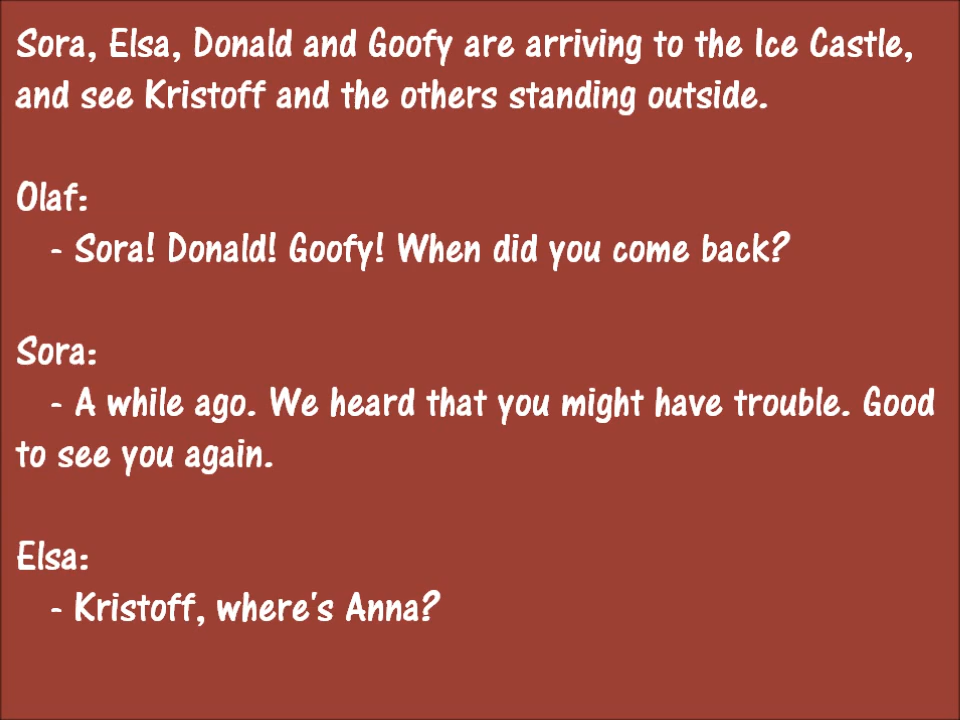 Sora, Elsa, Donald and Goofy are arriving to the Ice Castle,
and see Kristoff and the others standing outside.
Olaf:
- Sora! Donald! Goofy! When did you come back?
Sora:
- A while ago. We heard that you might have trouble. Good
to see you again.
Elsa:
- Kristoff, where's Anna?